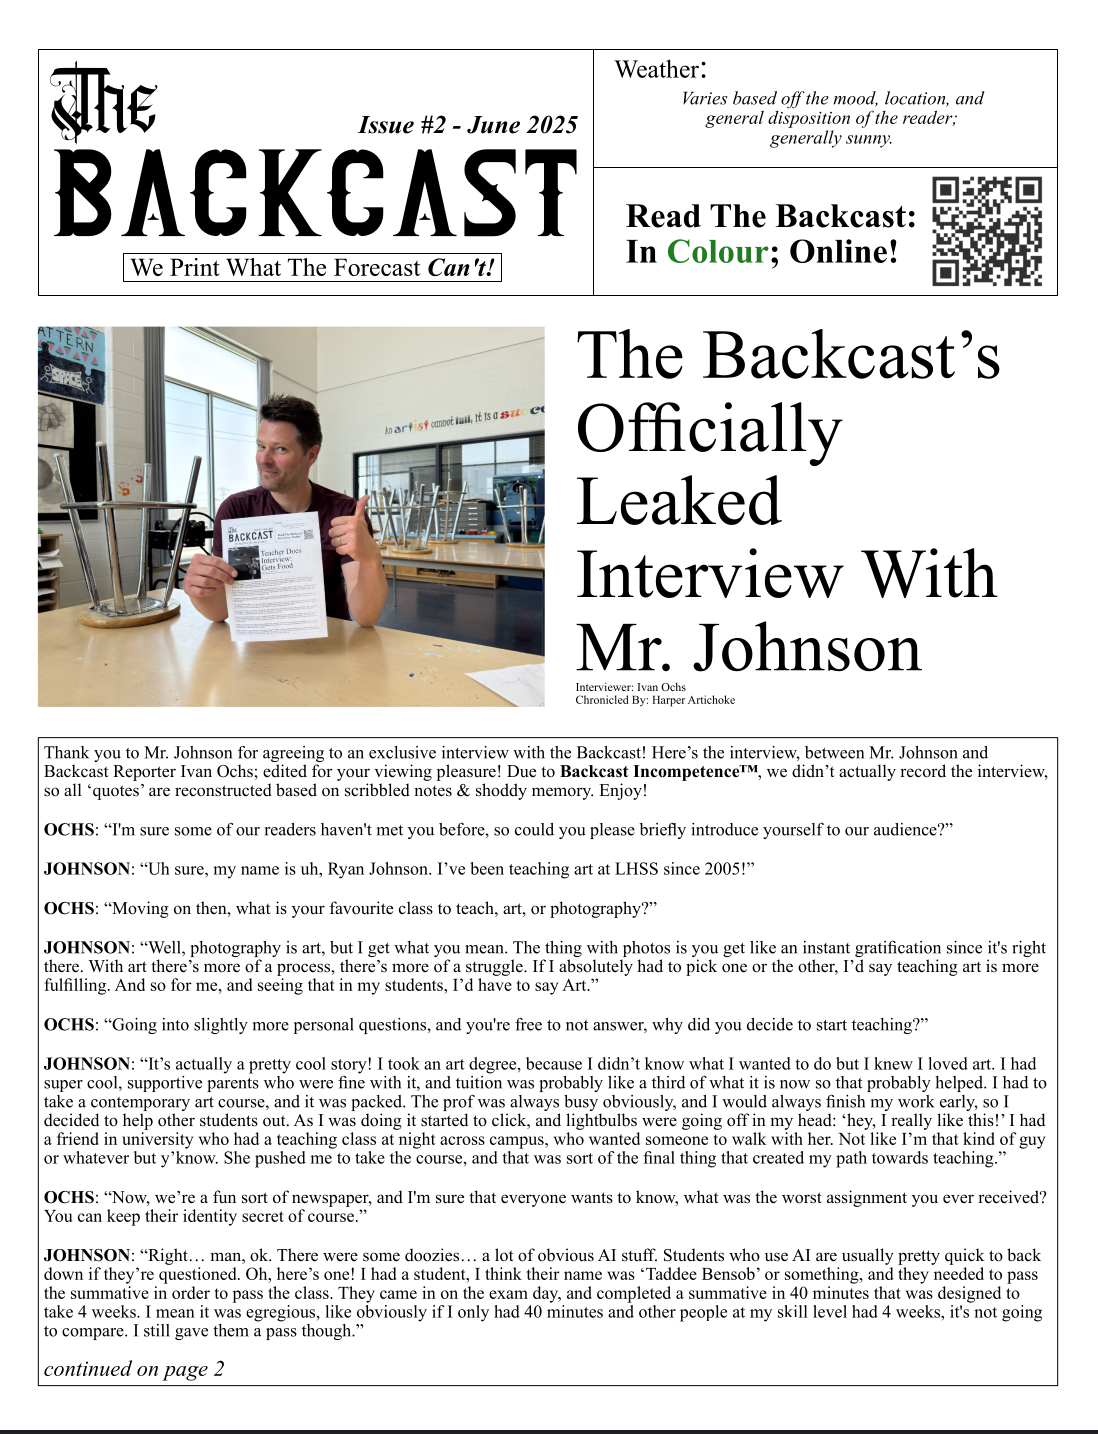 The
BACKCAST
Issue #2 - June 2025
We Print What The Forecast Can't!
Weather:
Varies based off the mood, location, and
general disposition of the reader;
generally sunny.
Read The Backcast:
In Colour; Online!
ATTERN
An artist cannot fail, it is a succe
The
BACKCAST
Teacher Does
Interview:
Gets Food
The Backcast’s
Officially
Leaked
Interview With
Mr. Johnson
Interviewer: Ivan Ochs
Chronicled By: Harper Artichoke
Thank you to Mr. Johnson for agreeing to an exclusive interview with the Backcast! Here’s the interview, between Mr. Johnson and
Backcast Reporter Ivan Ochs; edited for your viewing pleasure! Due to Backcast Incompetence™, we didn’t actually record the interview,
so all ‘quotes’ are reconstructed based on scribbled notes & shoddy memory. Enjoy!
OCHS: “I'm sure some of our readers haven't met you before, so could you please briefly introduce yourself to our audience?”
JOHNSON: “Uh sure, my name is uh, Ryan Johnson. I’ve been teaching art at LHSS since 2005!”
OCHS: “Moving on then, what is your favourite class to teach, art, or photography?”
JOHNSON: “Well, photography is art, but I get what you mean. The thing with photos is you get like an instant gratification since it's right
there. With art there’s more of a process, there’s more of a struggle. If I absolutely had to pick one or the other, I’d say teaching art is more
fulfilling. And so for me, and seeing that in my students, I’d have to say Art.”
OCHS: “Going into slightly more personal questions, and you're free to not answer, why did you decide to start teaching?”
JOHNSON: “It’s actually a pretty cool story! I took an art degree, because I didn’t know what I wanted to do but I knew I loved art. I had
super cool, supportive parents who were fine with it, and tuition was probably like a third of what it is now so that probably helped. I had to
take a contemporary art course, and it was packed. The prof was always busy obviously, and I would always finish my work early, so I
decided to help other students out. As I was doing it started to click, and lightbulbs were going off in my head: ‘hey, I really like this!’ I had
a friend in university who had a teaching class at night across campus, who wanted someone to walk with her. Not like I’m that kind of guy
or whatever but y’know. She pushed me to take the course, and that was sort of the final thing that created my path towards teaching.”
OCHS: “Now, we’re a fun sort of newspaper, and I'm sure that everyone wants to know, what was the worst assignment you ever received?
You can keep their identity secret of course.”
JOHNSON: “Right… man, ok. There were some doozies… a lot of obvious AI stuff. Students who use AI are usually pretty quick to back
down if they’re questioned. Oh, here’s one! I had a student, I think their name was ‘Taddee Bensob’ or something, and they needed to pass
the summative in order to pass the class. They came in on the exam day, and completed a summative in 40 minutes that was designed to
take 4 weeks. I mean it was egregious, like obviously if I only had 40 minutes and other people at my skill level had 4 weeks, it's not going
to compare. I still gave them a pass though.”
continued on page 2